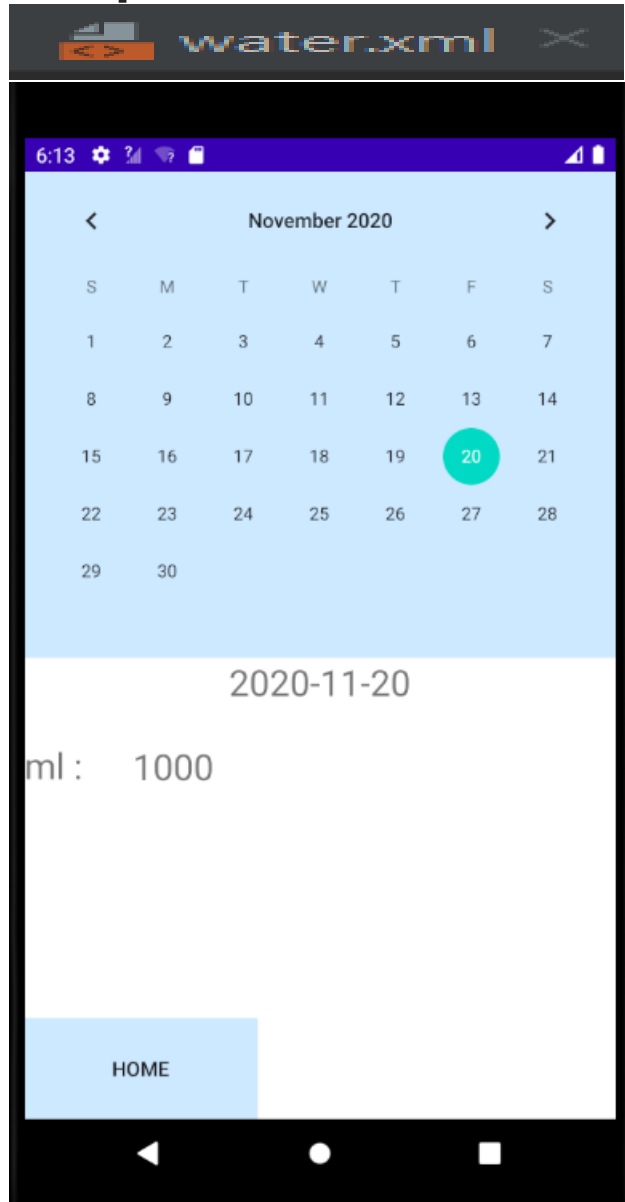 water.xml
6:13
November 2020
S M T W T F S
1 2 3 4 5 6 7
8 9 10 11 12 13 14
15 16 17 18 19 20 21
22 23 24 25 26 27 28
29 30
2020-11-20
ml : 1000
HOME